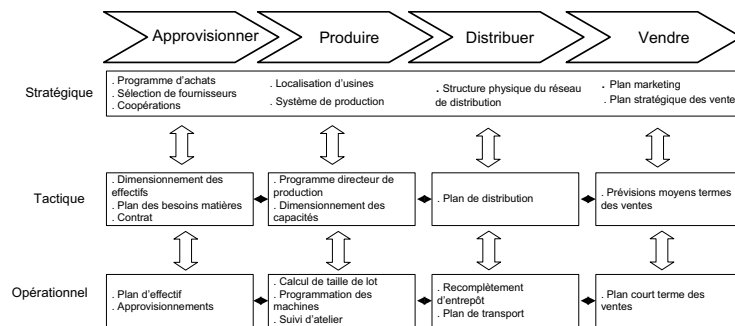 Approvisionner
Produire
Distribuer
Vendre
Stratégique
. Programme d'achats
. Sélection de fournisseurs
. Coopérations
. Localisation d'usines
. Système de production
. Structure physique du réseau
de distribution
. Plan marketing
. Plan stratégique des ventes
Tactique
. Dimensionnement des
effectifs
. Plan des besoins matières
. Contrat
. Programme directeur de
production
. Dimensionnement des
capacités
. Plan de distribution
. Prévisions moyens termes
des ventes
Opérationnel
. Plan d'effectif
. Approvisionnements
. Calcul de taille de lot
. Programmation des
machines
. Suivi d'atelier
. Recomplètement
d'entrepôt
. Plan de transport
. Plan court terme des
ventes